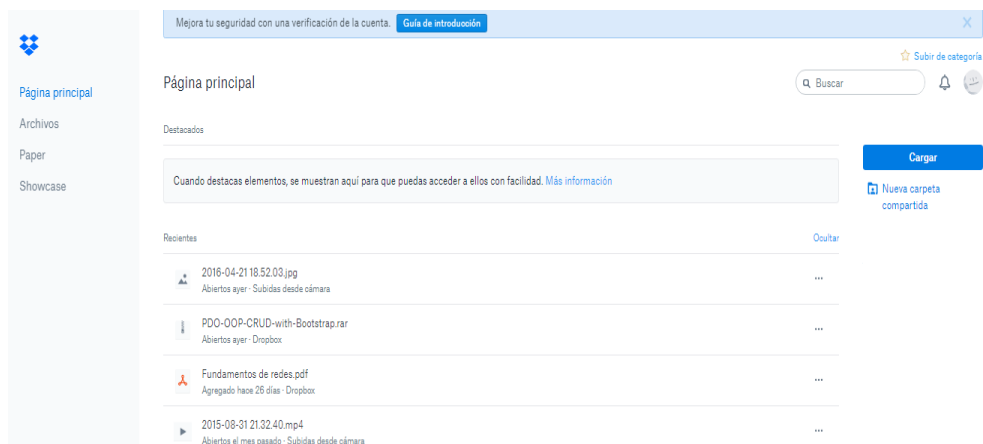 Mejora tu seguridad con una verificación de la cuenta. Guía de introducción X
Subir de categoría
Página principal
Archivos
Paper
Showcase
Página principal
Buscar
Destacados
Cuando destacas elementos, se muestran aquí para que puedas acceder a ellos con facilidad. Más información
Cargar
Nueva carpeta
compartida
Recientes Ocultar
2016-04-21 18.52.03.jpg
Abiertos ayer · Subidas desde cámara
PDO-OOP-CRUD-with-Bootstrap.rar
Abiertos ayer · Dropbox
Fundamentos de redes.pdf
Agregado hace 26 días · Dropbox
2015-08-31 21.32.40.mp4
Abiertos el mes pasado · Subidas desde cámara